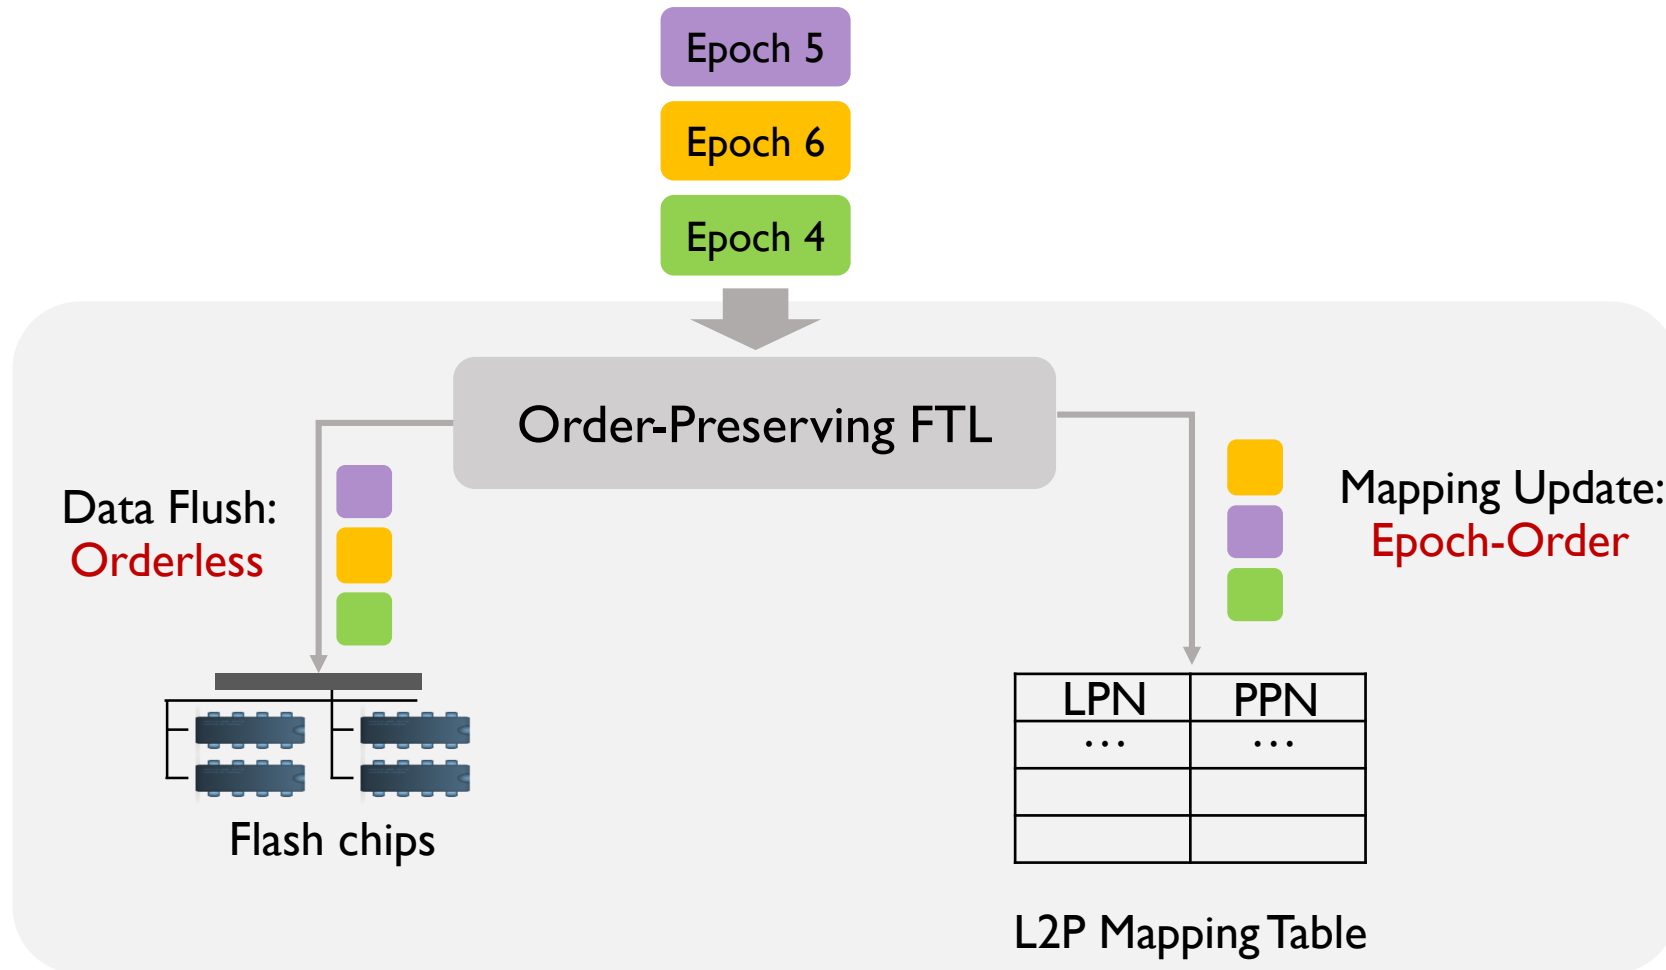 Epoch 5
Epoch 6
Epoch 4
Order-Preserving FTL
Data Flush:
Orderless
Mapping Update:
Epoch-Order
LPN PPN
... ...
Flash chips
L2P Mapping Table